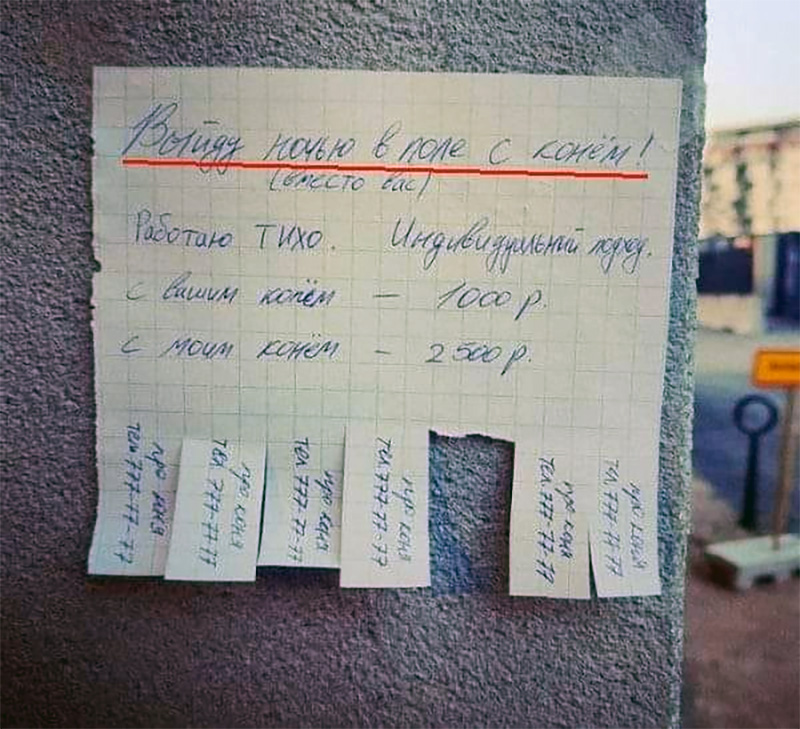 Выйду ночью в поле с конём!
(вместо вас)
Работаю ТИХО. Индивидуальный подход.
с вашим конём – 1000 р.
с моим конём – 2500 р.
про коня
тел 777-77-77
про коня
тел. 777-77-77
про коня
тел 777-77-77
про коня
тел. 777-77-77
про коня
тел. 777-77-77
про коня
тел. 777-77-77